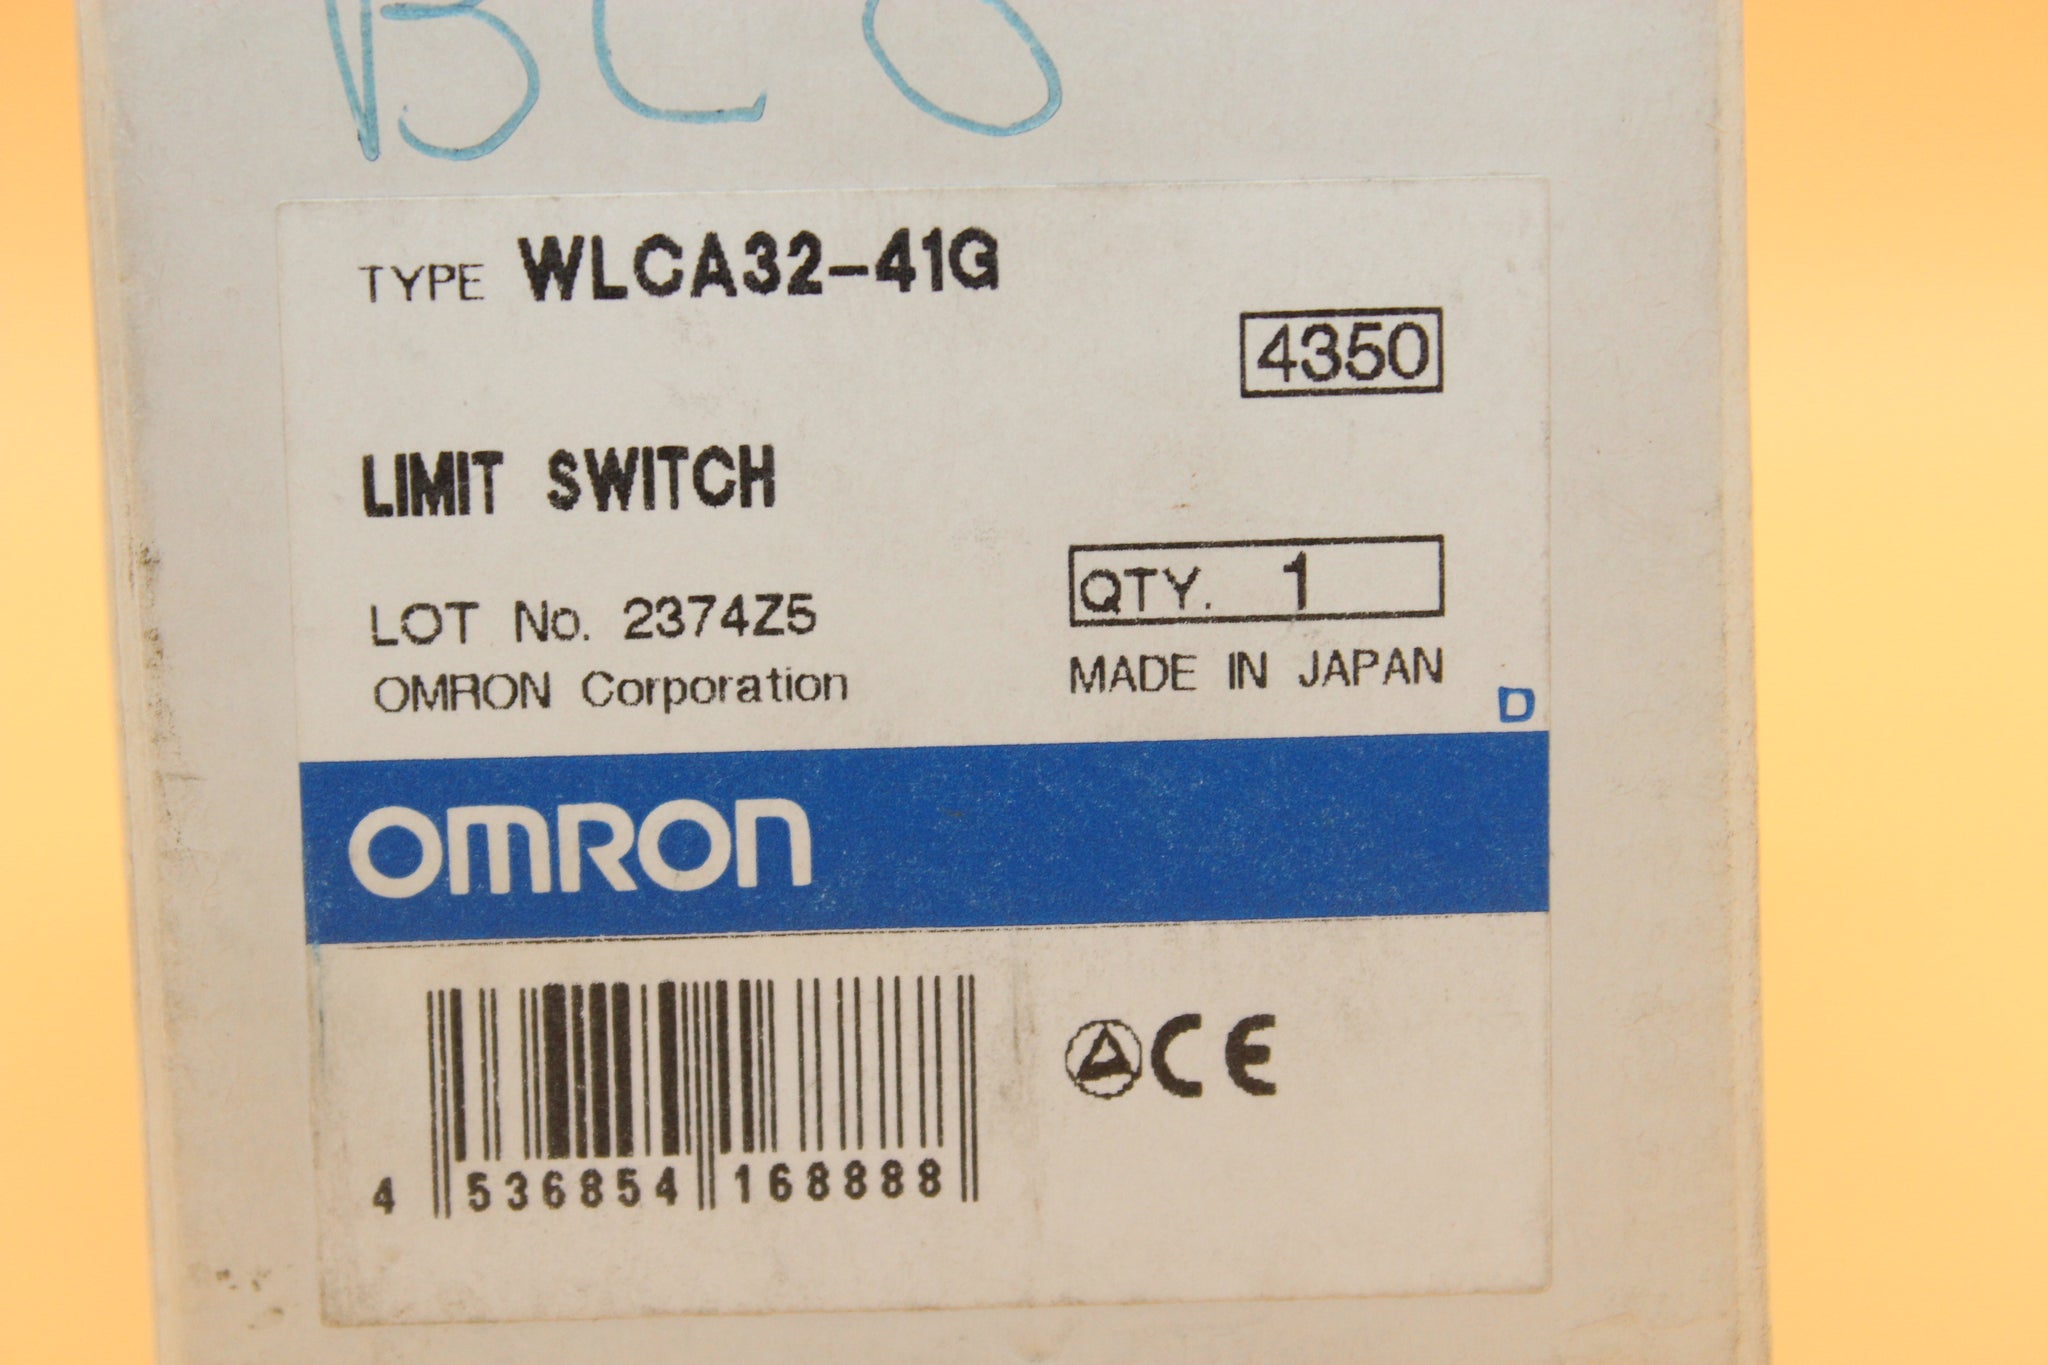 TYPE WLCA32-41G
4350
LIMIT SWITCH
LOT No. 2374Z5
QTY. 1
OMRON Corporation
MADE IN JAPAN
D
OMRON
4 536854 168888
CE